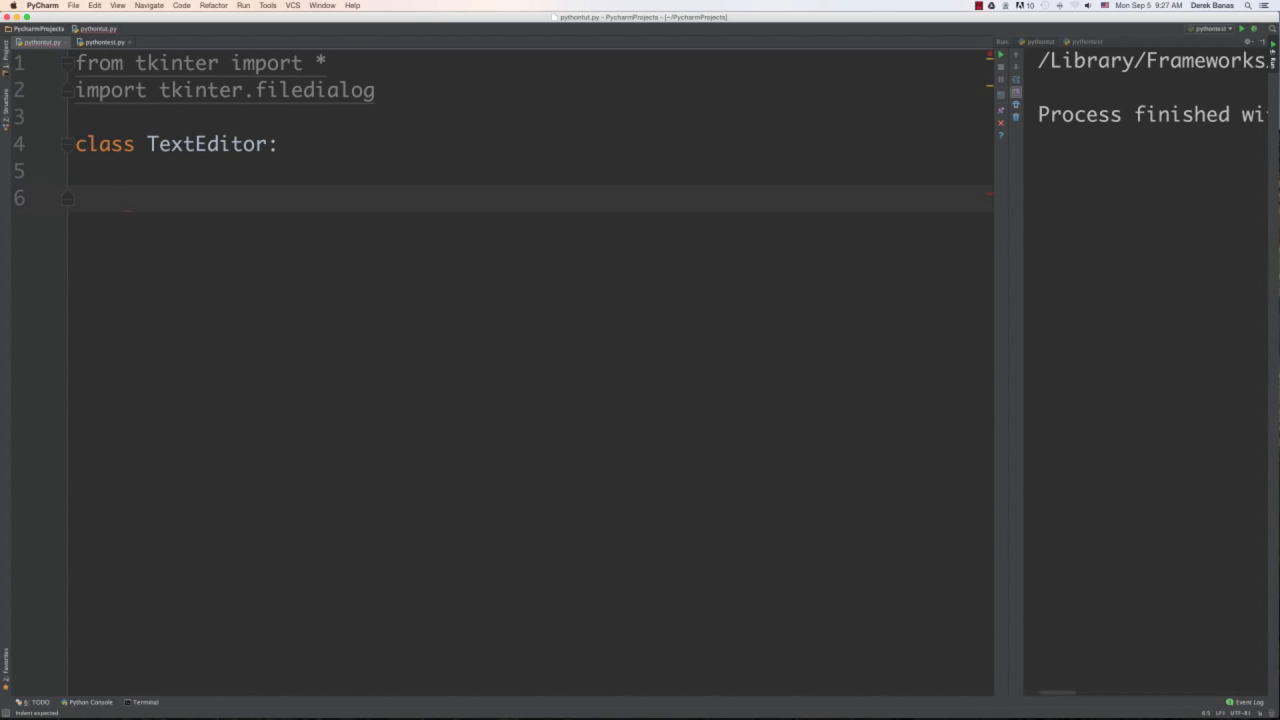 PyCharm File Edit View Navigate Code Refactor Run Tools VCS Window Help
10 Mon Sep 5 9:27 AM Derek Banas
pythontut.py - PycharmProjects - [~/PycharmProjects]
PycharmProjects pythontut.py
pythontest
pythontut.py pythontest.py
Run: pythontut pythontest
1: Project
Z: Structure
2: Favorites
4: Run
1 from tkinter import *
2 import tkinter.filedialog
3
4 class TextEditor:
5
6
/Library/Frameworks
Process finished wi
6: TODO Python Console Terminal
Event Log
Indent expected
6:5 LF÷ UTF-8÷